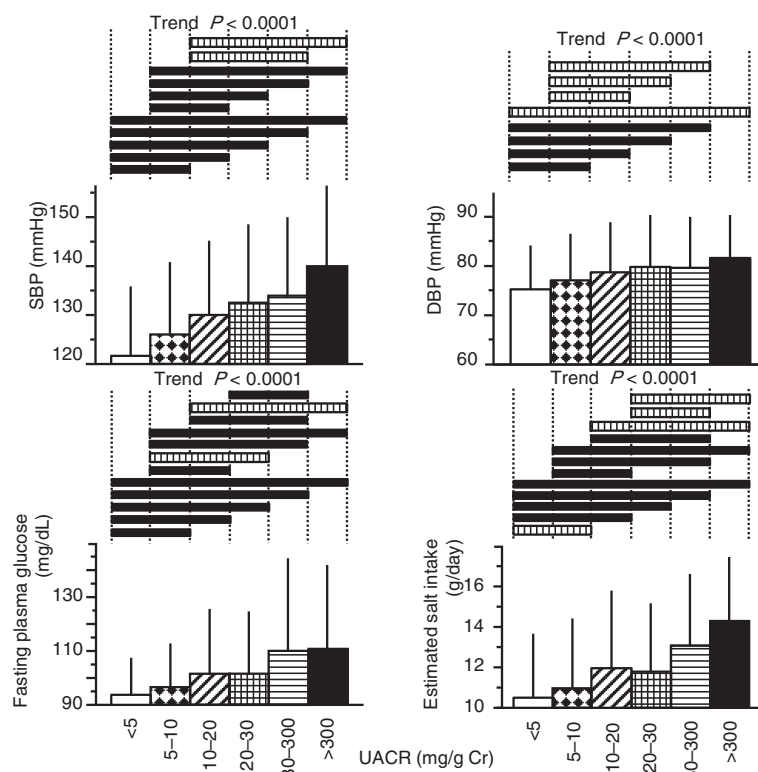 Trend P < 0.0001
SBP (mmHg)
150
140
130
120
Trend P < 0.0001
DBP (mmHg)
90
80
70
60
Trend P < 0.0001
Fasting plasma glucose
(mg/dL)
130
110
90
<5
5–10
10–20
20–30
30–300
>300
Trend P < 0.0001
Estimated salt intake
(g/day)
16
14
12
10
<5
5–10
10–20
20–30
30–300
>300
UACR (mg/g Cr)